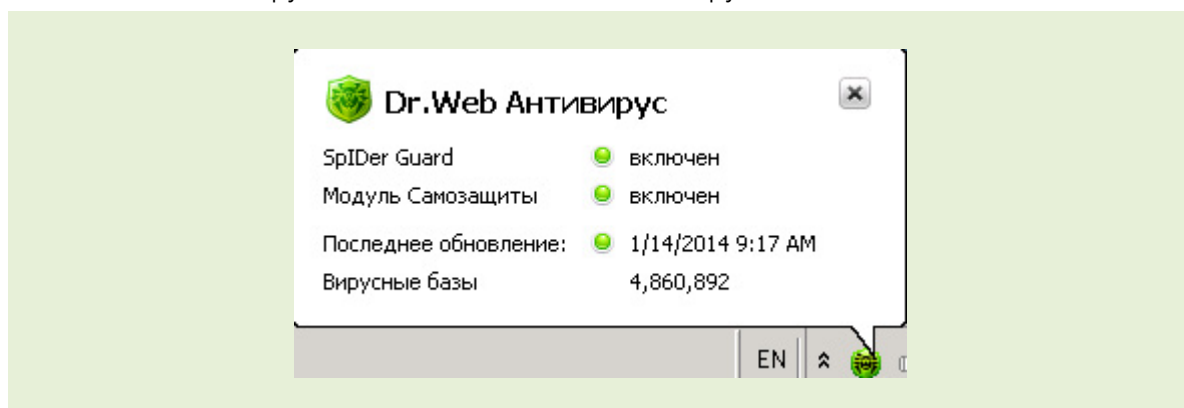 Dr.Web Антивирус
SpIDer Guard включен
Модуль Самозащиты включен
Последнее обновление: 1/14/2014 9:17 AM
Вирусные базы 4,860,892
EN